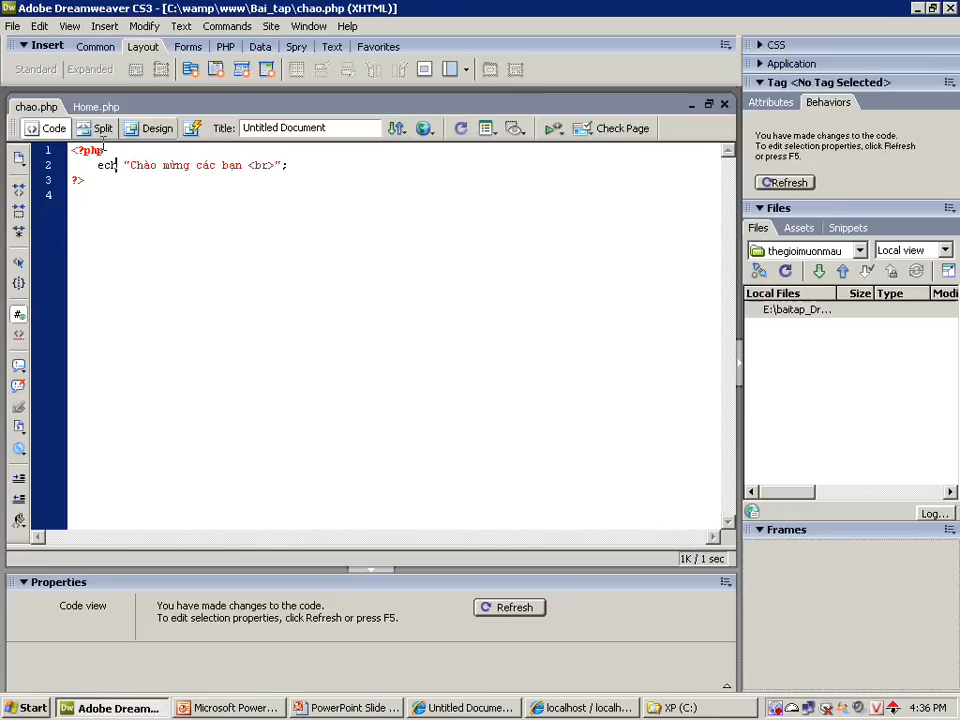 Adobe Dreamweaver CS3 - [C:\wamp\www\Bai_tap\chao.php (XHTML)]
File Edit View Insert Modify Text Commands Site Window Help
Insert Common Layout Forms PHP Data Spry Text Favorites
Standard Expanded
chao.php Home.php
Code Split Design Title: Untitled Document Check Page
1 <?php
2 ech "Chào mừng các bạn <br>";
3 ?>
4
1K / 1 sec
Properties
Code view
You have made changes to the code.
To edit selection properties, click Refresh or press F5.
Refresh
CSS
Application
Tag <No Tag Selected>
Attributes Behaviors
You have made changes to the code.
To edit selection properties, click Refresh
or press F5.
Refresh
Files
Files Assets Snippets
thegioimuonmau Local view
Local Files Size Type Modi
E:\baitap_Dr...
Log...
Frames
Start Adobe Dreamweam... Microsoft Power... PowerPoint Slide ... Untitled Docume... localhost / localh... XP (C:) 4:36 PM